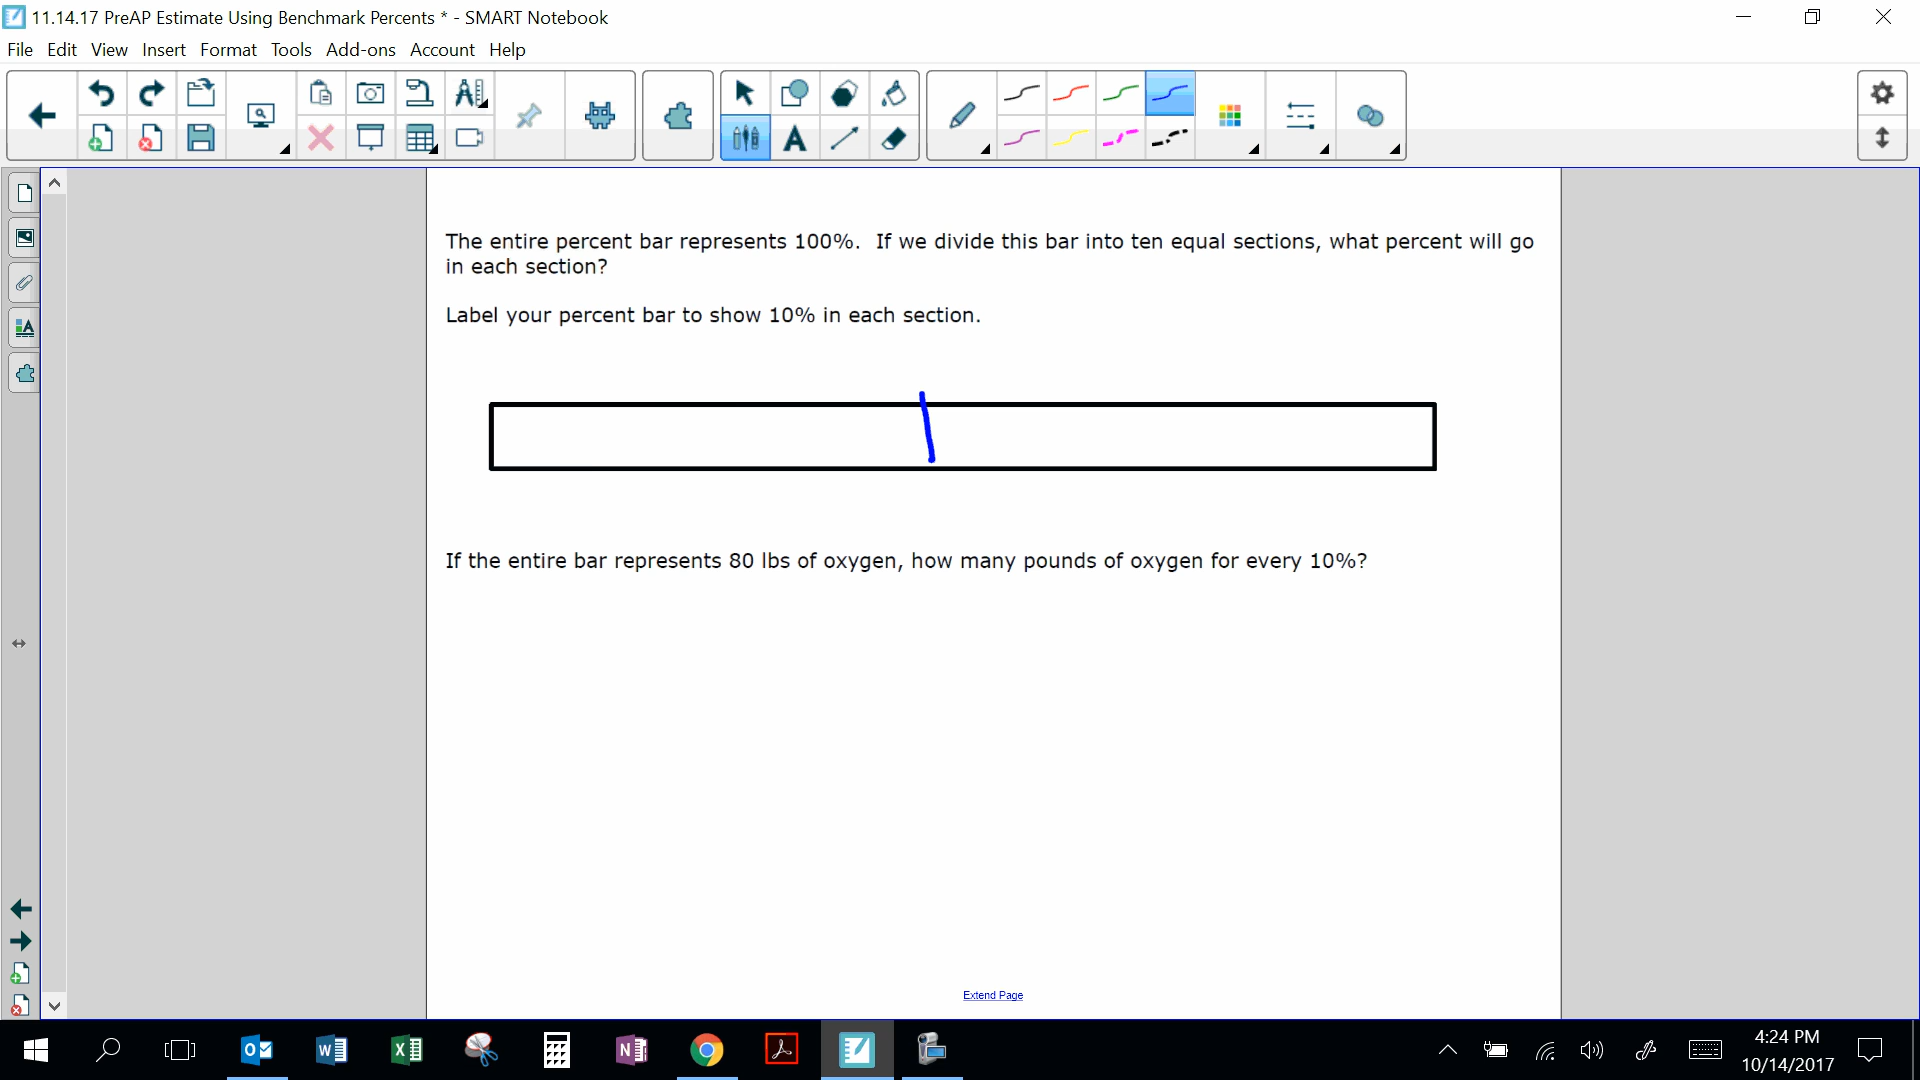 11.14.17 PreAP Estimate Using Benchmark Percents * - SMART Notebook
File Edit View Insert Format Tools Add-ons Account Help
The entire percent bar represents 100%.  If we divide this bar into ten equal sections, what percent will go
in each section?
Label your percent bar to show 10% in each section.
If the entire bar represents 80 lbs of oxygen, how many pounds of oxygen for every 10%?
Extend Page
4:24 PM
10/14/2017